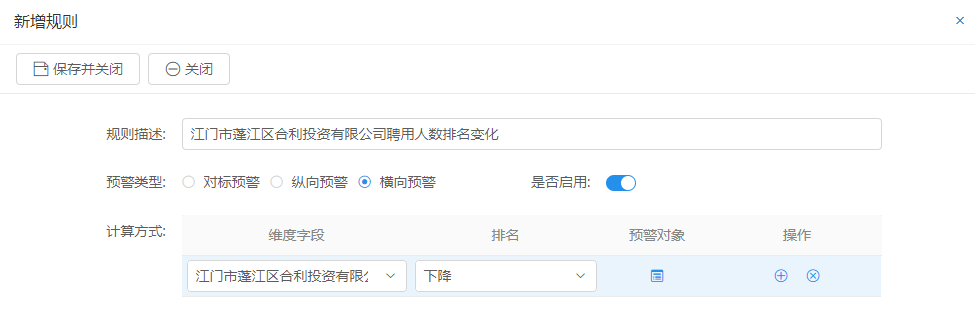 新增规则
保存并关闭 关闭
规则描述: 江门市蓬江区合利投资有限公司聘用人数排名变化
预警类型: 对标预警 纵向预警 横向预警 是否启用:
计算方式: 维度字段 排名 预警对象 操作
江门市蓬江区合利投资有限 下降